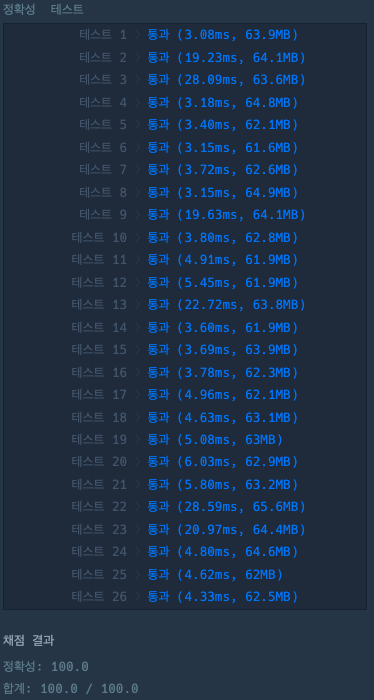 정확성 테스트
테스트 1 〉 통과 (3.08ms, 63.9MB)
테스트 2 〉 통과 (19.23ms, 64.1MB)
테스트 3 〉 통과 (28.09ms, 63.6MB)
테스트 4 〉 통과 (3.18ms, 64.8MB)
테스트 5 〉 통과 (3.40ms, 62.1MB)
테스트 6 〉 통과 (3.15ms, 61.6MB)
테스트 7 〉 통과 (3.72ms, 62.6MB)
테스트 8 〉 통과 (3.15ms, 64.9MB)
테스트 9 〉 통과 (19.63ms, 64.1MB)
테스트 10 〉 통과 (3.80ms, 62.8MB)
테스트 11 〉 통과 (4.91ms, 61.9MB)
테스트 12 〉 통과 (5.45ms, 61.9MB)
테스트 13 〉 통과 (22.72ms, 63.8MB)
테스트 14 〉 통과 (3.60ms, 61.9MB)
테스트 15 〉 통과 (3.69ms, 63.9MB)
테스트 16 〉 통과 (3.78ms, 62.3MB)
테스트 17 〉 통과 (4.96ms, 62.1MB)
테스트 18 〉 통과 (4.63ms, 63.1MB)
테스트 19 〉 통과 (5.08ms, 63MB)
테스트 20 〉 통과 (6.03ms, 62.9MB)
테스트 21 〉 통과 (5.80ms, 63.2MB)
테스트 22 〉 통과 (28.59ms, 65.6MB)
테스트 23 〉 통과 (20.97ms, 64.4MB)
테스트 24 〉 통과 (4.80ms, 64.6MB)
테스트 25 〉 통과 (4.62ms, 62MB)
테스트 26 〉 통과 (4.33ms, 62.5MB)
채점 결과
정확성: 100.0
합계: 100.0 / 100.0